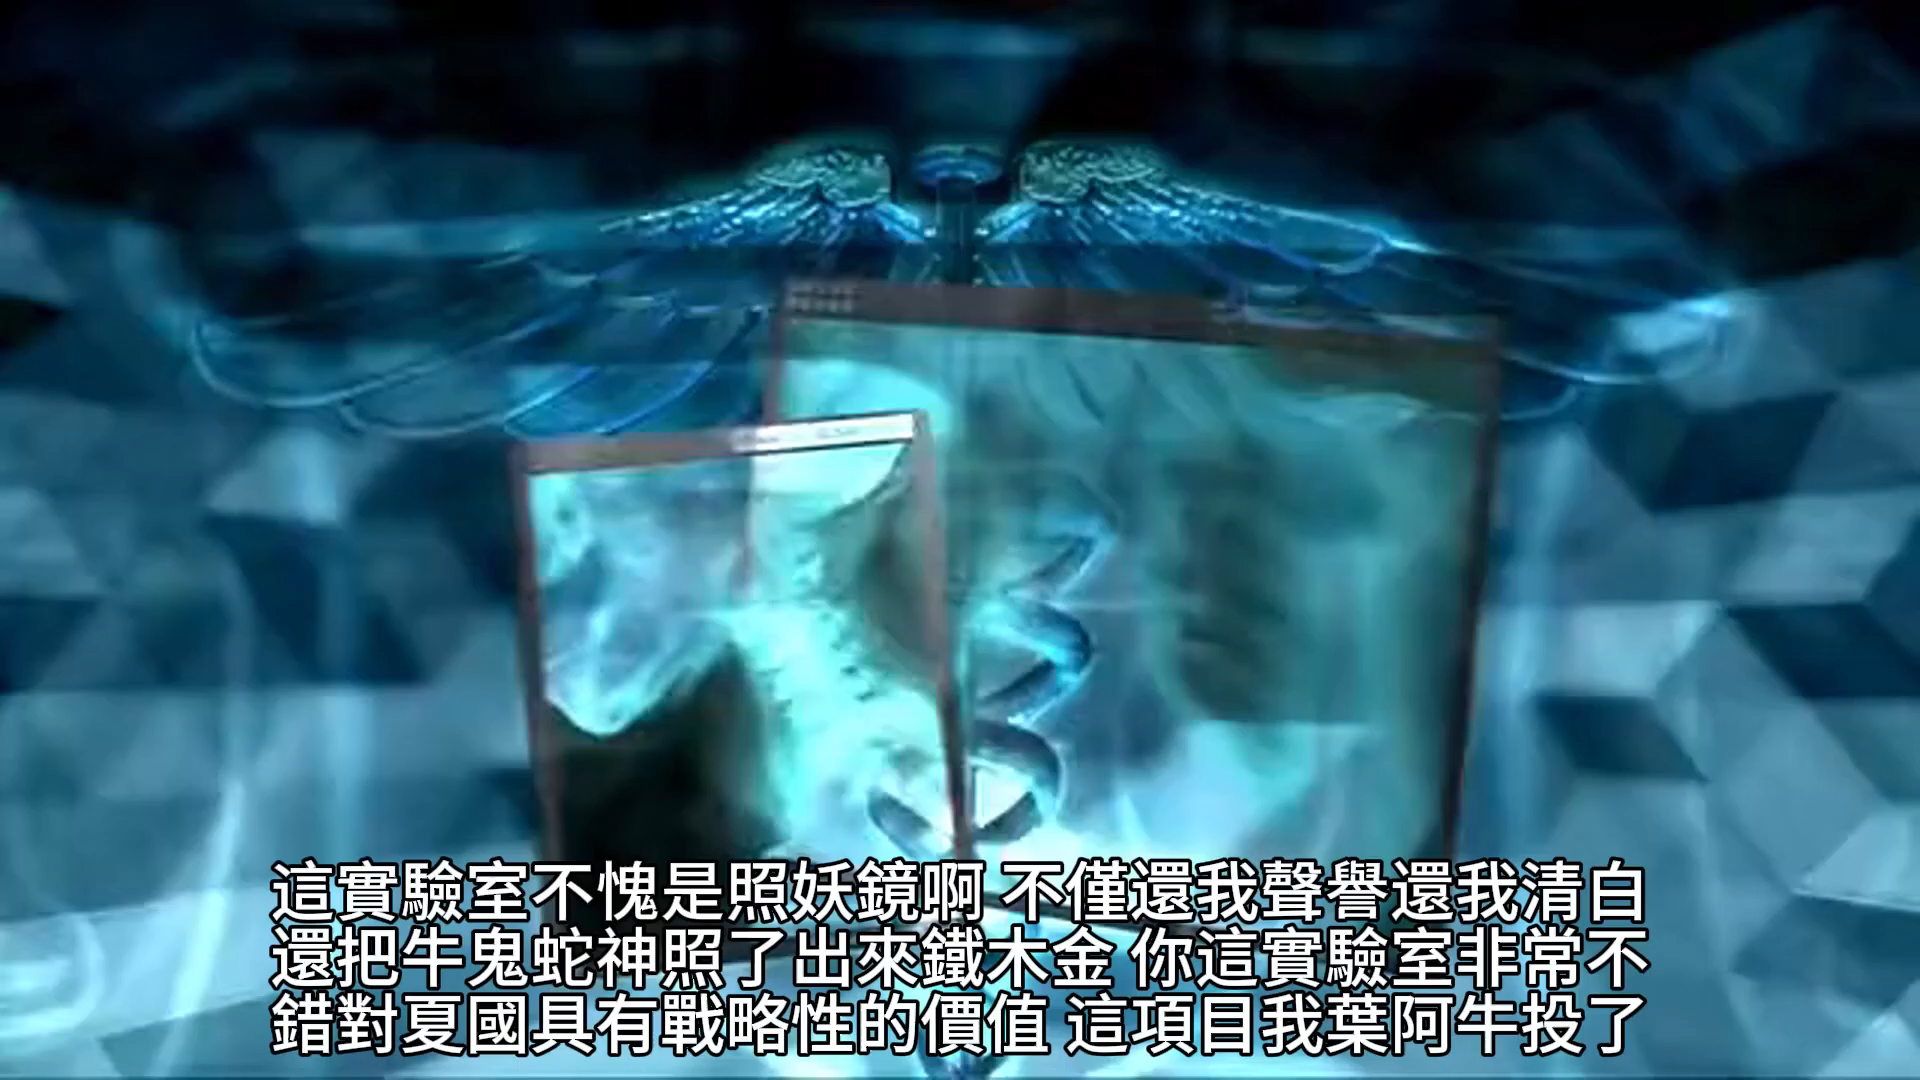 這實驗室不愧是照妖鏡啊 不僅還我聲譽還我清白
還把牛鬼蛇神照了出來鐵木金 你這實驗室非常不
錯對夏國具有戰略性的價值 這項目我葉阿牛投了